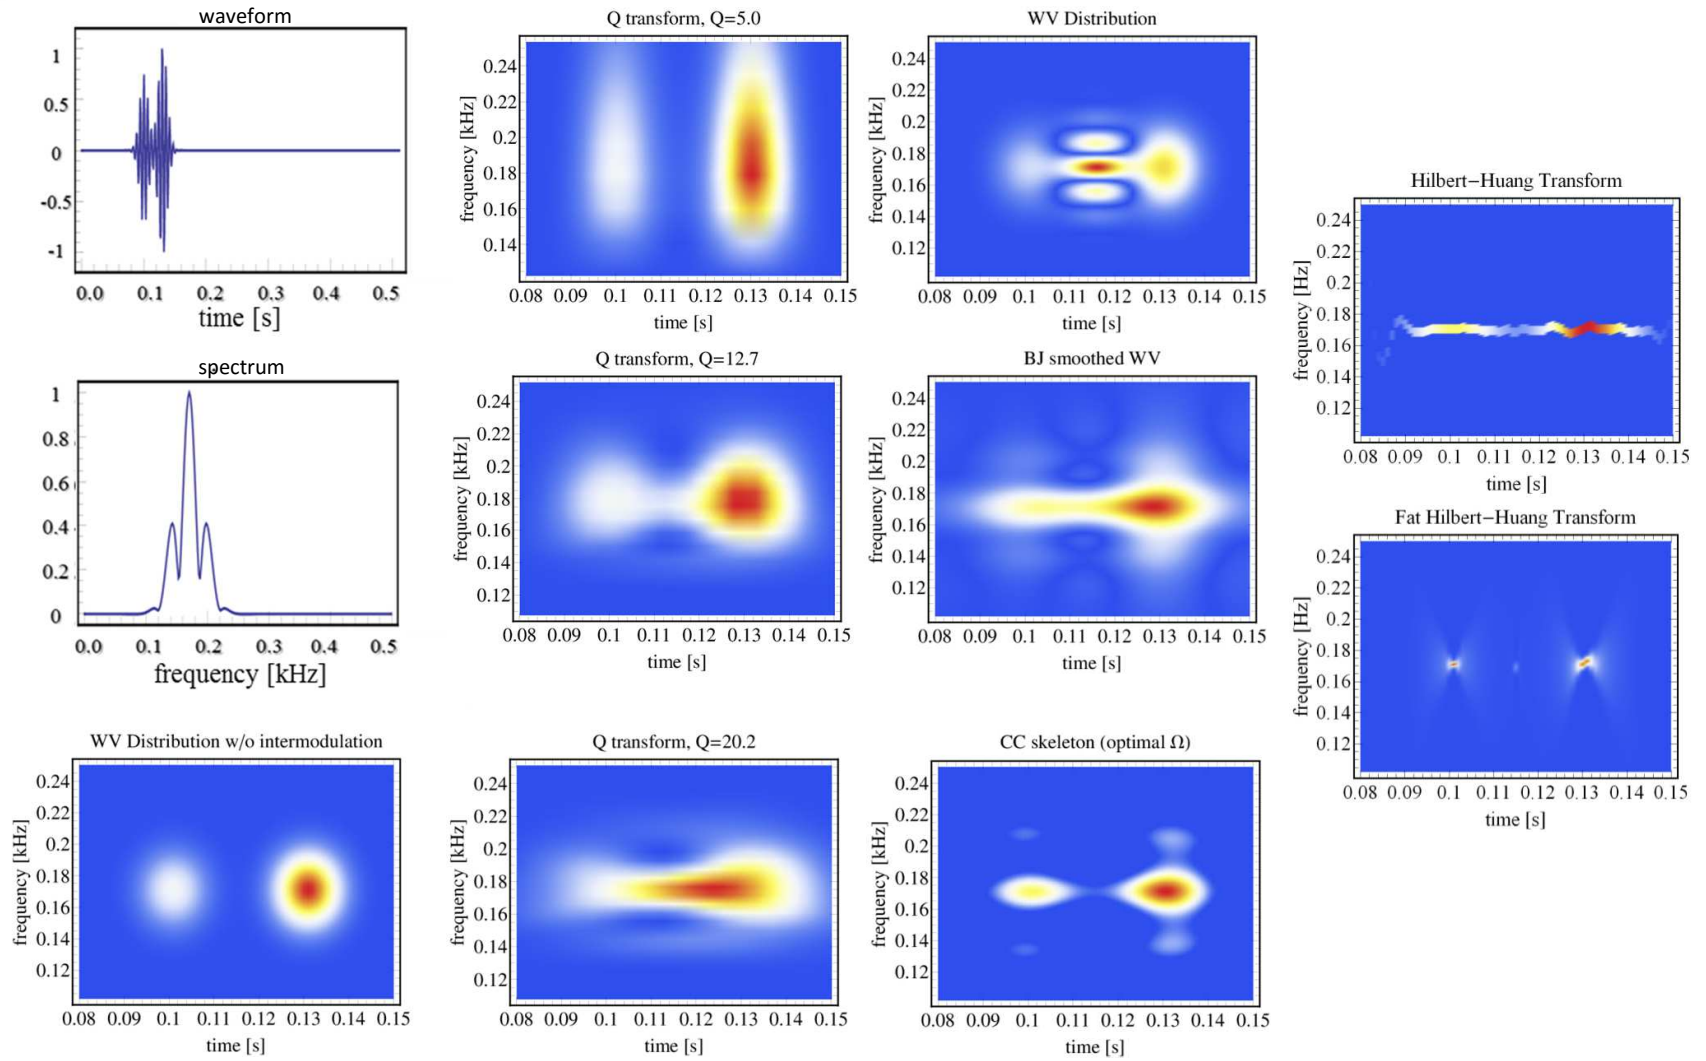 waveform
1
0.5
0
-0.5
-1
0.0 0.1 0.2 0.3 0.4 0.5
time [s]
Q transform, Q=5.0
frequency [kHz]
0.24
0.22
0.2
0.18
0.16
0.14
0.08 0.09 0.1 0.11 0.12 0.13 0.14 0.15
time [s]
WV Distribution
frequency [kHz]
0.24
0.22
0.2
0.18
0.16
0.14
0.12
0.08 0.09 0.1 0.11 0.12 0.13 0.14 0.15
time [s]
Hilbert−Huang Transform
frequency [Hz]
0.24
0.22
0.2
0.18
0.16
0.14
0.12
0.08 0.09 0.1 0.11 0.12 0.13 0.14 0.15
time [s]
spectrum
1
0.8
0.6
0.4
0.2
0
0.0 0.1 0.2 0.3 0.4 0.5
frequency [kHz]
Q transform, Q=12.7
frequency [kHz]
0.24
0.22
0.2
0.18
0.16
0.14
0.12
0.08 0.09 0.1 0.11 0.12 0.13 0.14 0.15
time [s]
BJ smoothed WV
frequency [kHz]
0.24
0.22
0.2
0.18
0.16
0.14
0.12
0.08 0.09 0.1 0.11 0.12 0.13 0.14 0.15
time [s]
Fat Hilbert−Huang Transform
frequency [Hz]
0.24
0.22
0.2
0.18
0.16
0.14
0.12
0.08 0.09 0.1 0.11 0.12 0.13 0.14 0.15
time [s]
WV Distribution w/o intermodulation
frequency [kHz]
0.24
0.22
0.2
0.18
0.16
0.14
0.12
0.08 0.09 0.1 0.11 0.12 0.13 0.14 0.15
time [s]
Q transform, Q=20.2
frequency [kHz]
0.24
0.22
0.2
0.18
0.16
0.14
0.12
0.08 0.09 0.1 0.11 0.12 0.13 0.14 0.15
time [s]
CC skeleton (optimal Ω)
frequency [kHz]
0.24
0.22
0.2
0.18
0.16
0.14
0.12
0.08 0.09 0.1 0.11 0.12 0.13 0.14 0.15
time [s]